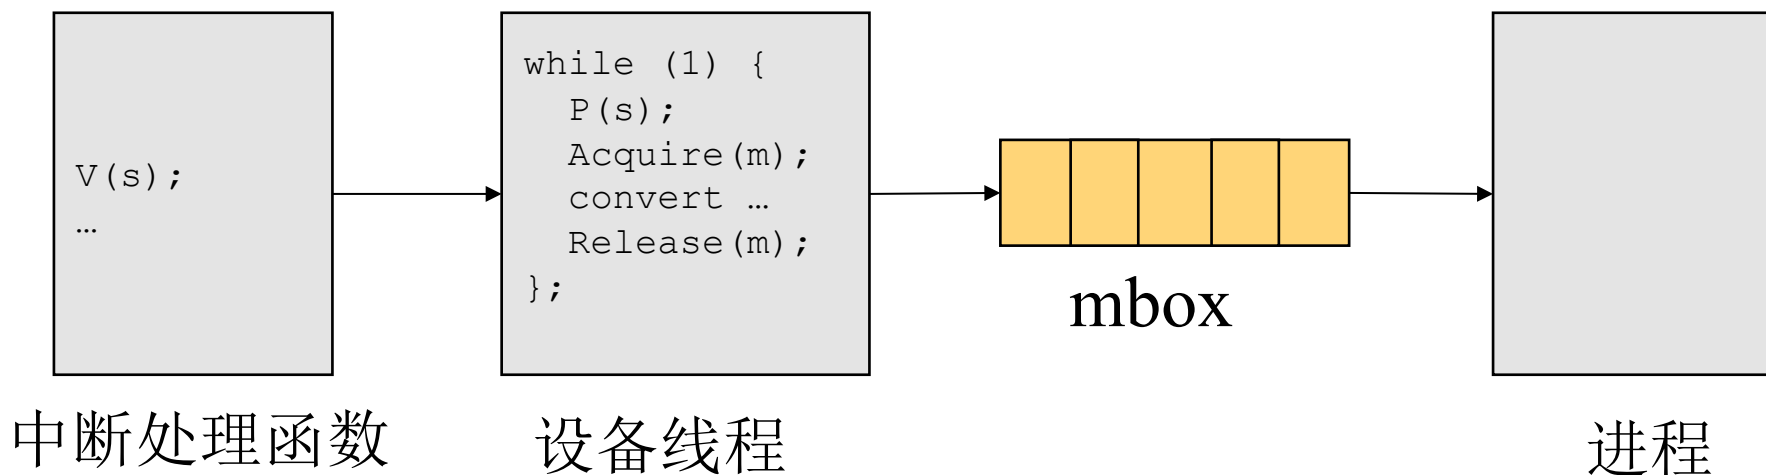 V(s);
…
while (1) {
P(s);
Acquire(m);
convert …
Release(m);
};
mbox
中断处理函数
设备线程
进程